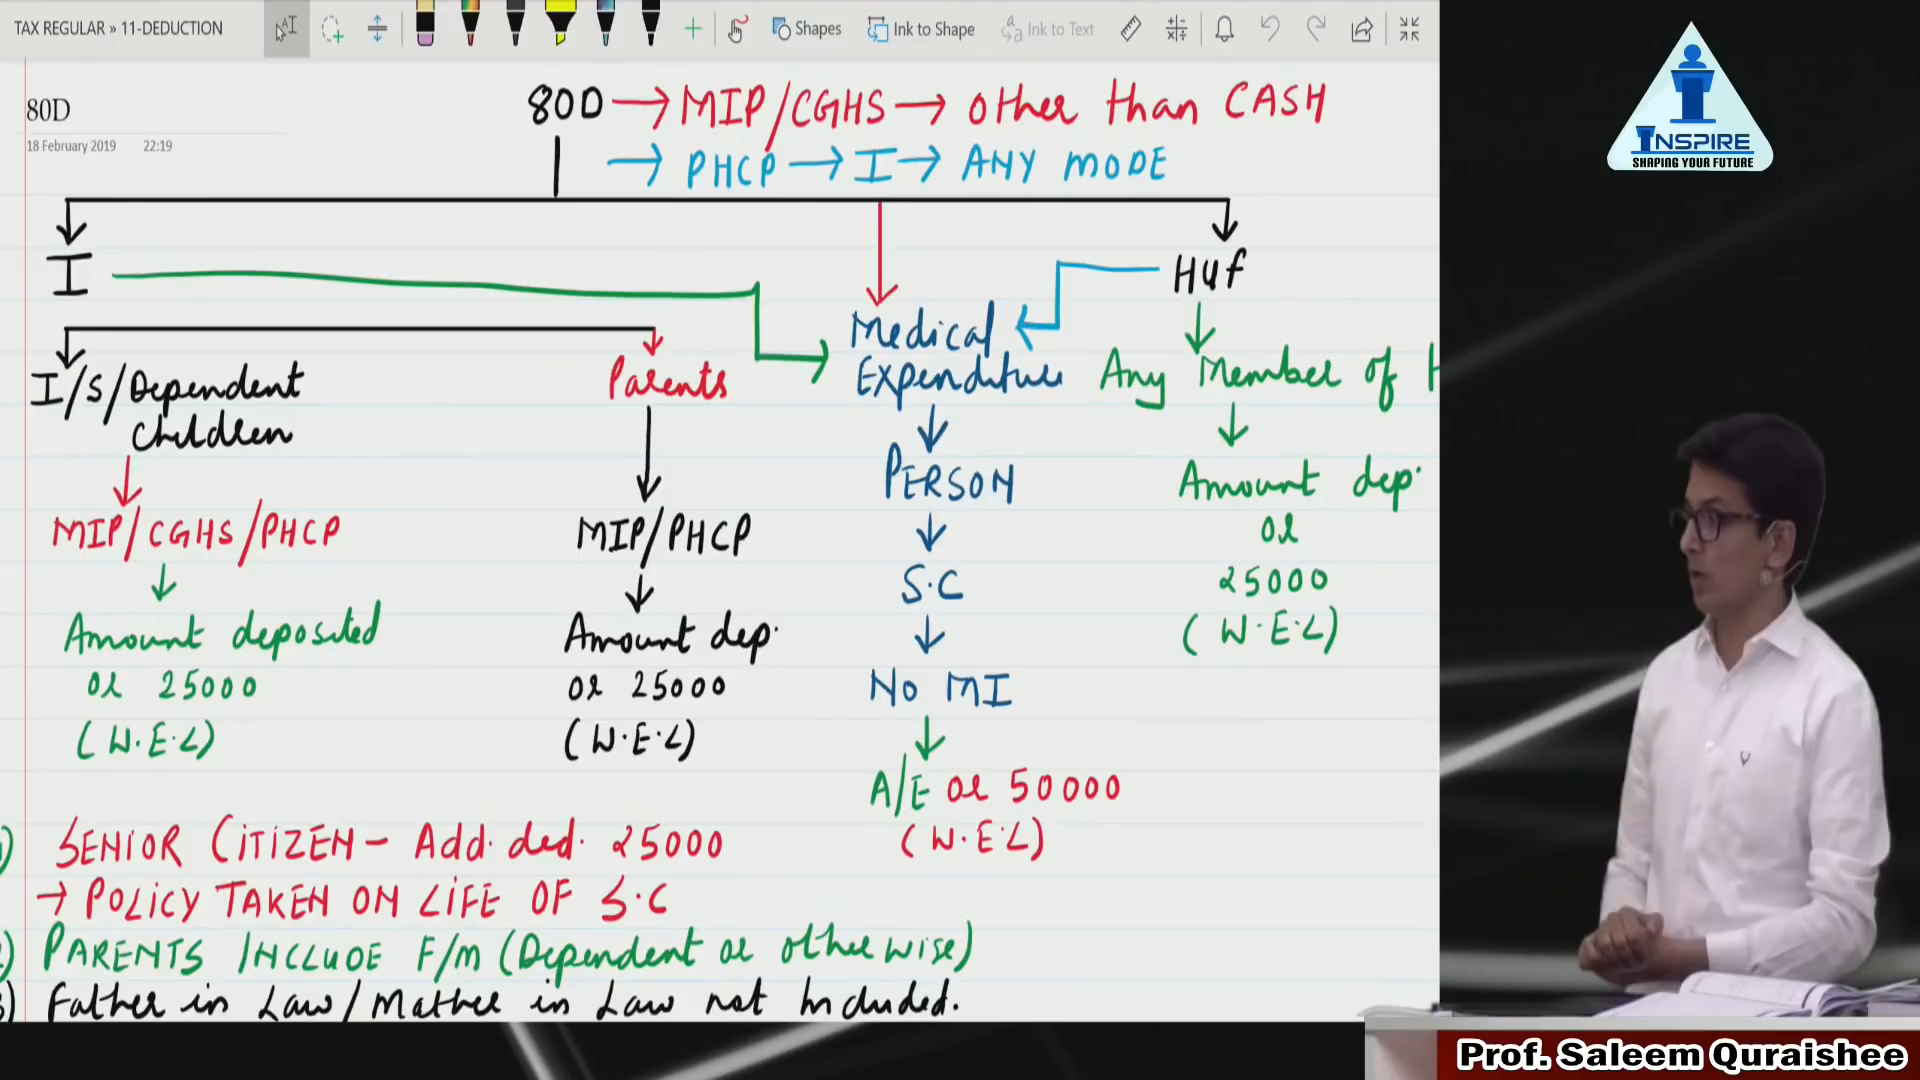 TAX REGULAR » 11-DEDUCTION
Shapes
Ink to Shape
Ink to Text
80D
18 February 2019 22:19
80D → MIP/CGHS → other than CASH
→ PHCP → I → ANY MODE
I
HUF
I/S/Dependent Children
Parents
Medical Expenditure
Any Member of
MIP/CGHS/PHCP
MIP/PHCP
PERSON
Amount dep.
or
25000
(W.E.L)
S.C
Amount deposited
or 25000
(W.E.L)
Amount dep.
or 25000
(W.E.L)
No MI
A/E or 50000
(W.E.L)
SENIOR CITIZEN - Add. ded. 25000
→ POLICY TAKEN ON LIFE OF S.C
PARENTS INCLUDE F/M (Dependent or otherwise)
3) Father in Law/Mother in Law not Included.
INSPIRE
SHAPING YOUR FUTURE
Prof. Saleem Quraishee